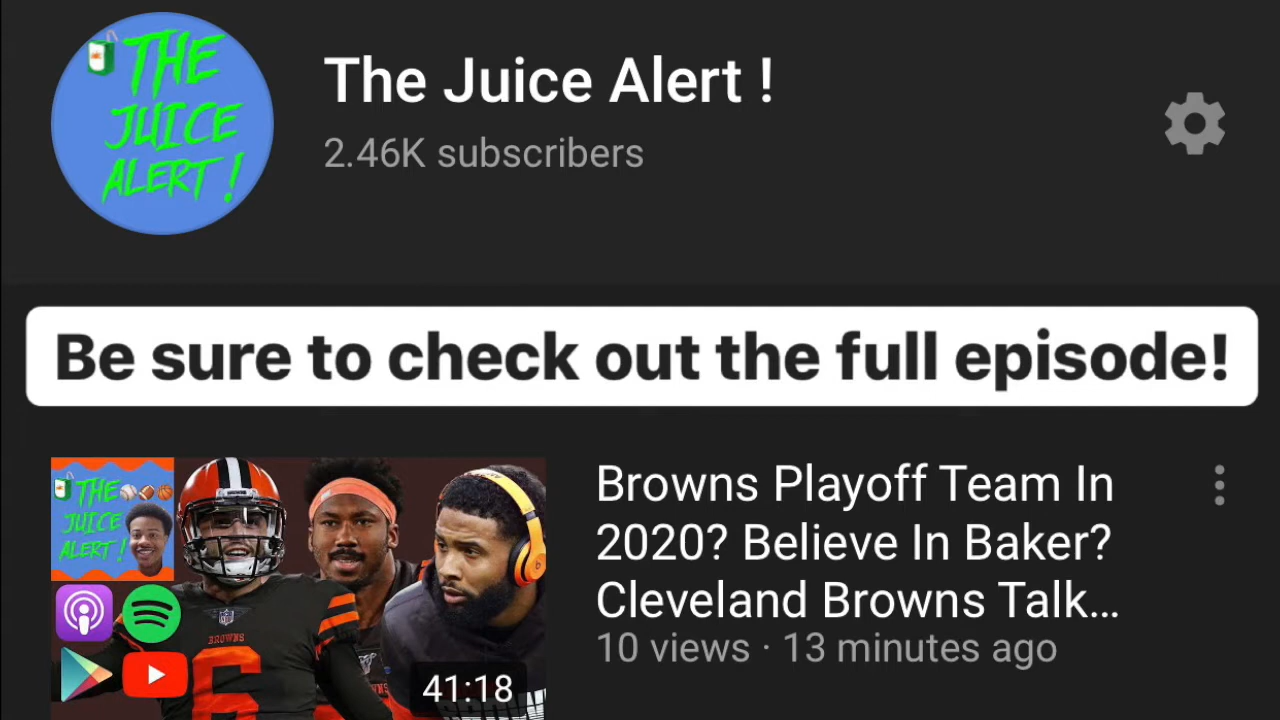 THE
JUICE
ALERT !
The Juice Alert !
2.46K subscribers
Be sure to check out the full episode!
THE
JUICE
ALERT !
BROWNS
6
41:18
Browns Playoff Team In
2020? Believe In Baker?
Cleveland Browns Talk...
10 views · 13 minutes ago